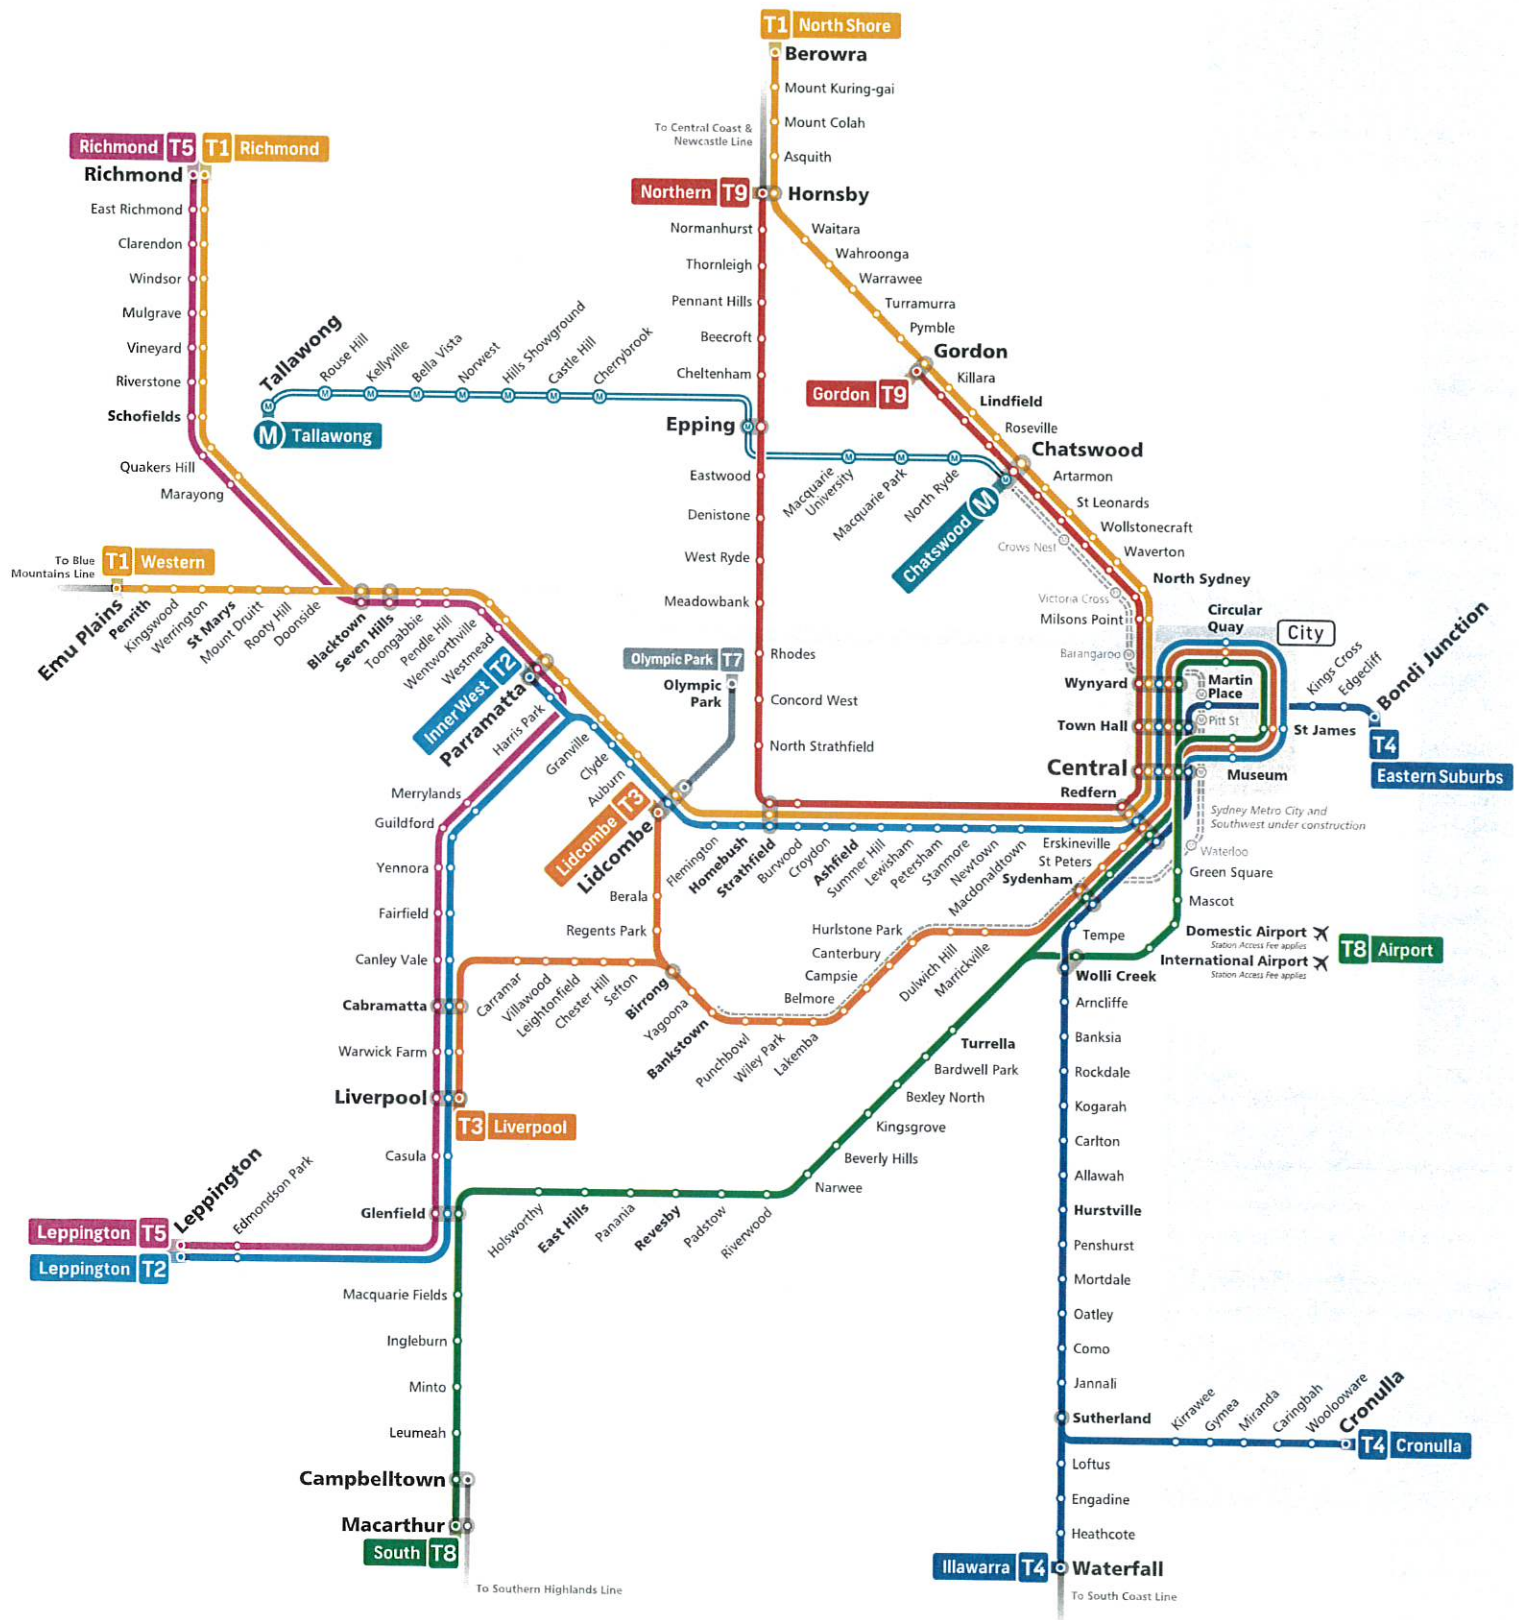 T1 North Shore
Berowra
Mount Kuring-gai
Mount Colah
Asquith
To Central Coast &
Newcastle Line
Northern T9
Hornsby
Richmond T5
T1 Richmond
Richmond
East Richmond
Clarendon
Windsor
Mulgrave
Vineyard
Riverstone
Schofields
Quakers Hill
Marayong
Normanhurst
Thornleigh
Pennant Hills
Beecroft
Cheltenham
Epping
Eastwood
Denistone
West Ryde
Meadowbank
Rhodes
Concord West
North Strathfield
Waitara
Wahroonga
Warrawee
Turramurra
Pymble
Gordon
Gordon T9
Killara
Lindfield
Roseville
Chatswood
Artarmon
St Leonards
Wollstonecraft
Waverton
North Sydney
Milsons Point
Tallawong
Rouse Hill
Kellyville
Bella Vista
Norwest
Hills Showground
Castle Hill
Cherrybrook
M Tallawong
Macquarie
University
Macquarie Park
North Ryde
Chatswood M
Crows Nest
Victoria Cross
Barangaroo
To Blue
Mountains Line
T1 Western
Emu Plains
Penrith
Kingswood
Werrington
St Marys
Mount Druitt
Rooty Hill
Doonside
Blacktown
Seven Hills
Toongabbie
Pendle Hill
Wentworthville
Westmead
Inner West T2
Parramatta
Harris Park
Granville
Clyde
Auburn
Olympic Park T7
Olympic
Park
Lidcombe T3
Lidcombe
Flemington
Homebush
Strathfield
Burwood
Croydon
Ashfield
Summer Hill
Lewisham
Petersham
Stanmore
Newtown
Macdonaldtown
Circular
Quay
City
Wynyard
Martin
Place
Town Hall
Pitt St
St James
Central
Museum
Redfern
Kings Cross
Edgecliff
Bondi Junction
T4
Eastern Suburbs
Sydney Metro City and
Southwest under construction
Waterloo
Erskineville
St Peters
Sydenham
Green Square
Mascot
Domestic Airport
Station Access Fee applies
International Airport
Station Access Fee applies
T8 Airport
Tempe
Wolli Creek
Merrylands
Guildford
Yennora
Fairfield
Canley Vale
Cabramatta
Warwick Farm
Liverpool
T3 Liverpool
Casula
Glenfield
Berala
Regents Park
Carramar
Villawood
Leightonfield
Chester Hill
Sefton
Birrong
Yagoona
Bankstown
Punchbowl
Wiley Park
Lakemba
Belmore
Campsie
Canterbury
Hurlstone Park
Dulwich Hill
Marrickville
Turrella
Bardwell Park
Bexley North
Kingsgrove
Beverly Hills
Narwee
Riverwood
Padstow
Revesby
Panania
East Hills
Holsworthy
Leppington
Edmondson Park
Leppington T5
Leppington T2
Macquarie Fields
Ingleburn
Minto
Leumeah
Campbelltown
Macarthur
South T8
To Southern Highlands Line
Arncliffe
Banksia
Rockdale
Kogarah
Carlton
Allawah
Hurstville
Penshurst
Mortdale
Oatley
Como
Jannali
Sutherland
Kirrawee
Gymea
Miranda
Caringbah
Woolooware
Cronulla
T4 Cronulla
Loftus
Engadine
Heathcote
Illawarra T4
Waterfall
To South Coast Line